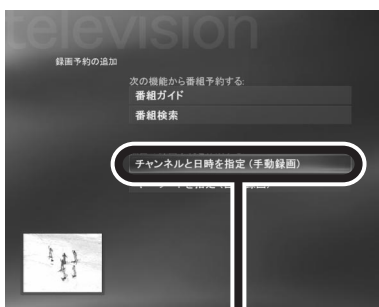 television
録画予約の追加
次の機能から番組予約する:
番組ガイド
番組検索
チャンネルと日時を指定(手動録画)